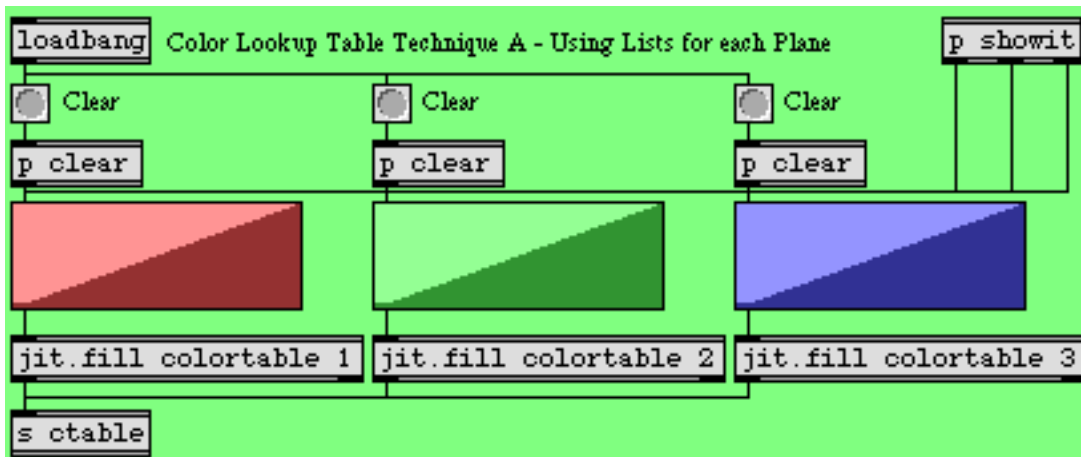 loadbang Color Lookup Table Technique A - Using Lists for each Plane p showit
Clear Clear Clear
p clear p clear p clear
jit.fill colortable 1 jit.fill colortable 2 jit.fill colortable 3
s ctable